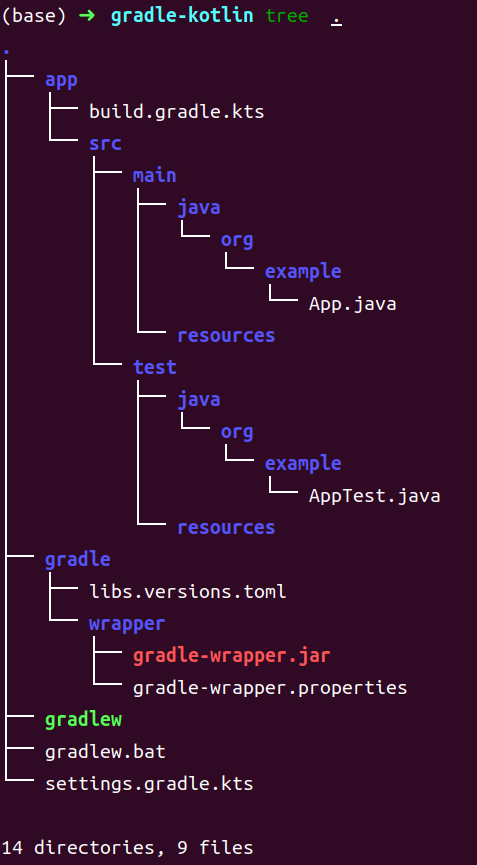 (base) ➜ gradle-kotlin tree .
.
├── app
│   ├── build.gradle.kts
│   └── src
│       ├── main
│       │   ├── java
│       │   │   └── org
│       │   │       └── example
│       │   │           └── App.java
│       │   └── resources
│       └── test
│           ├── java
│           │   └── org
│           │       └── example
│           │           └── AppTest.java
│           └── resources
├── gradle
│   ├── libs.versions.toml
│   └── wrapper
│       ├── gradle-wrapper.jar
│       └── gradle-wrapper.properties
├── gradlew
├── gradlew.bat
└── settings.gradle.kts
14 directories, 9 files